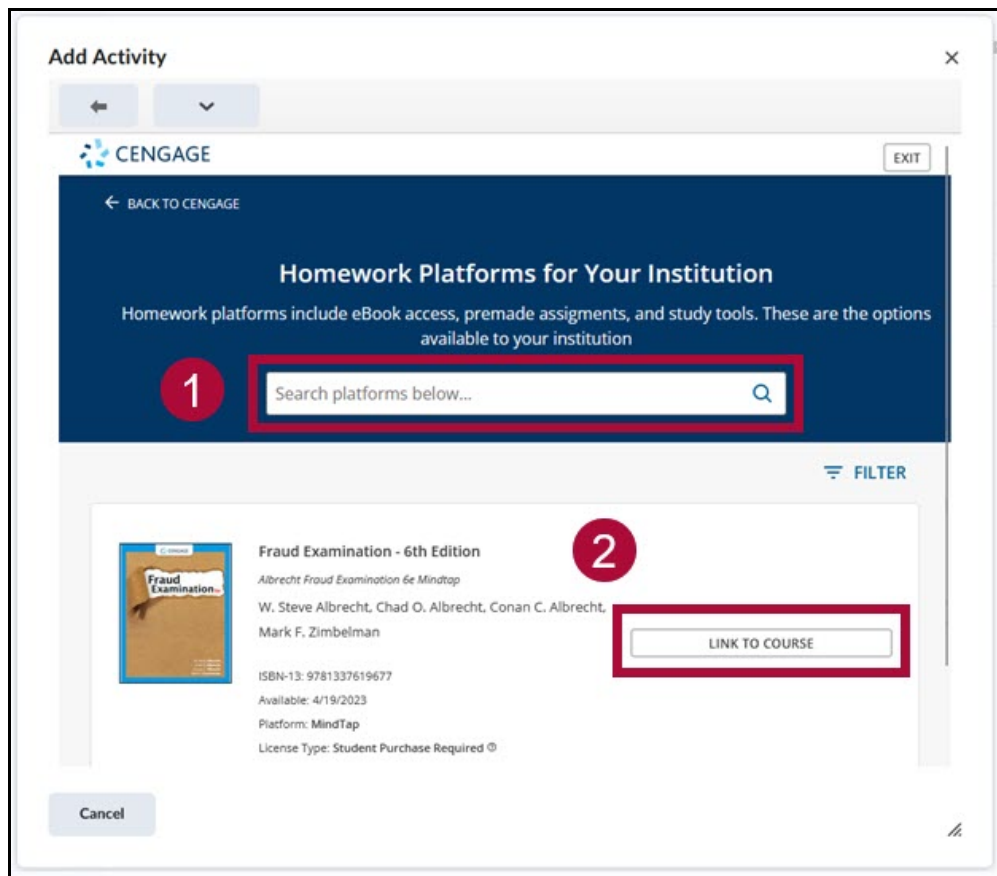 Add Activity
CENGAGE
EXIT
BACK TO CENGAGE
Homework Platforms for Your Institution
Homework platforms include eBook access, premade assigments, and study tools. These are the options
available to your institution
1
Search platforms below...
FILTER
2
CENGAGE
Fraud
Examination
Fraud Examination - 6th Edition
Albrecht Fraud Examination 6e Mindtap
W. Steve Albrecht, Chad O. Albrecht, Conan C. Albrecht,
Mark F. Zimbelman
LINK TO COURSE
ISBN-13: 9781337619677
Available: 4/19/2023
Platform: MindTap
License Type: Student Purchase Required
Cancel